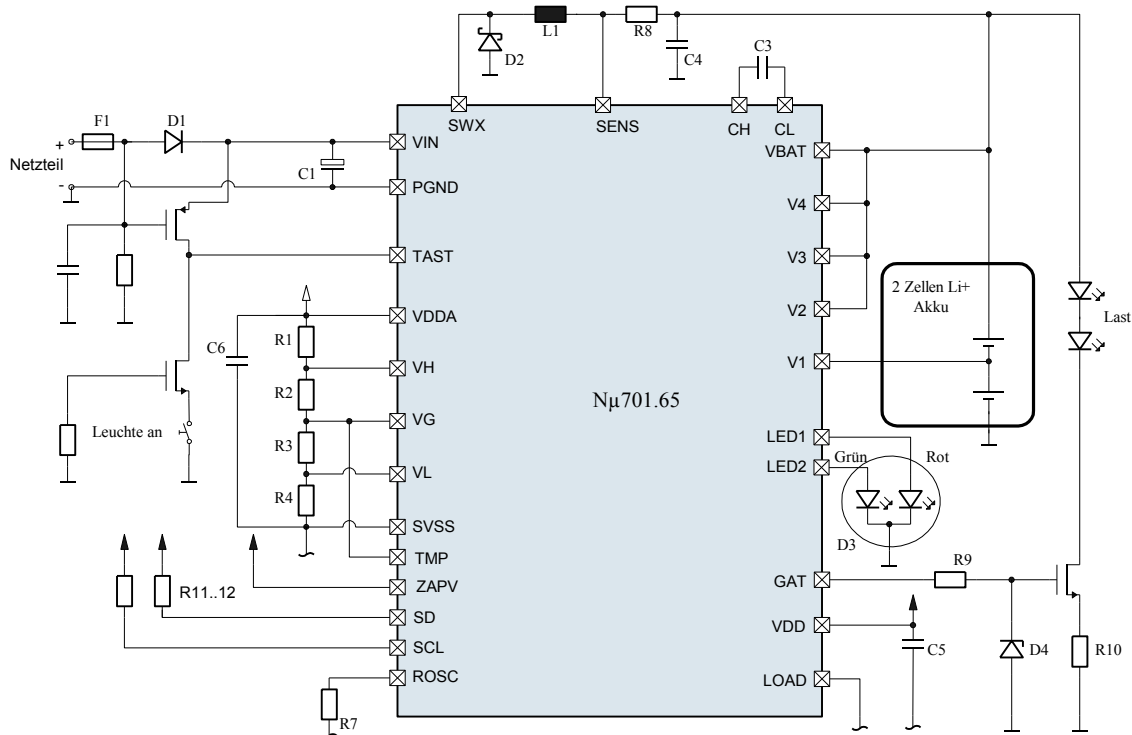 L1
R8
D2
C4
C3
SWX
SENS
CH
CL
F1
D1
+
Netzteil
-
C1
VIN
PGND
TAST
VDDA
VH
VG
VL
SVSS
TMP
ZAPV
SD
SCL
ROSC
VBAT
V4
V3
V2
V1
LED1
LED2
GAT
VDD
LOAD
Nµ701.65
C6
R1
R2
R3
R4
Leuchte an
R11..12
R7
2 Zellen Li+
Akku
Last
Grün
Rot
D3
R9
C5
D4
R10